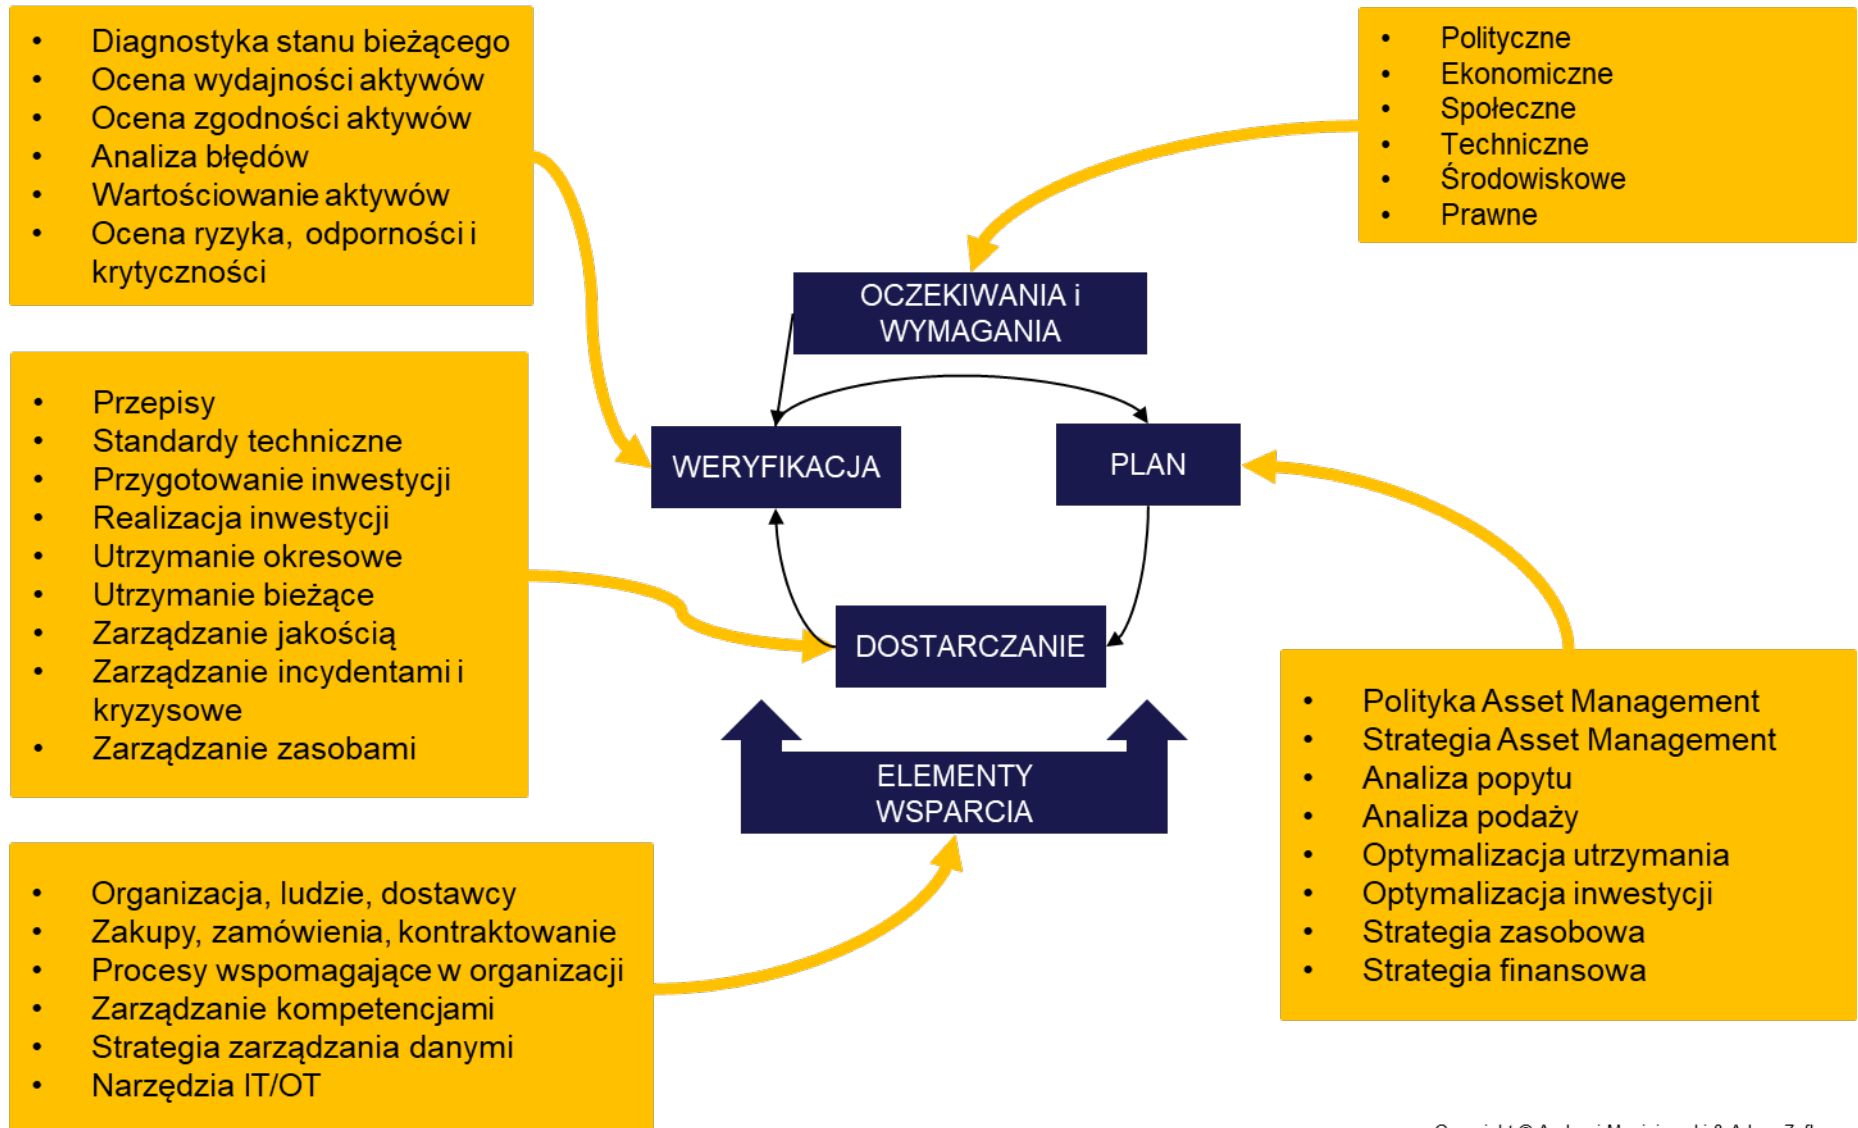 • Diagnostyka stanu bieżącego
• Ocena wydajności aktywów
• Ocena zgodności aktywów
• Analiza błędów
• Wartościowanie aktywów
• Ocena ryzyka, odporności i
krytyczności
• Polityczne
• Ekonomiczne
• Społeczne
• Techniczne
• Środowiskowe
• Prawne
OCZEKIWANIA i
WYMAGANIA
WERYFIKACJA
PLAN
DOSTARCZANIE
ELEMENTY
WSPARCIA
• Przepisy
• Standardy techniczne
• Przygotowanie inwestycji
• Realizacja inwestycji
• Utrzymanie okresowe
• Utrzymanie bieżące
• Zarządzanie jakością
• Zarządzanie incydentami i
kryzysowe
• Zarządzanie zasobami
• Polityka Asset Management
• Strategia Asset Management
• Analiza popytu
• Analiza podaży
• Optymalizacja utrzymania
• Optymalizacja inwestycji
• Strategia zasobowa
• Strategia finansowa
• Organizacja, ludzie, dostawcy
• Zakupy, zamówienia, kontraktowanie
• Procesy wspomagające w organizacji
• Zarządzanie kompetencjami
• Strategia zarządzania danymi
• Narzędzia IT/OT